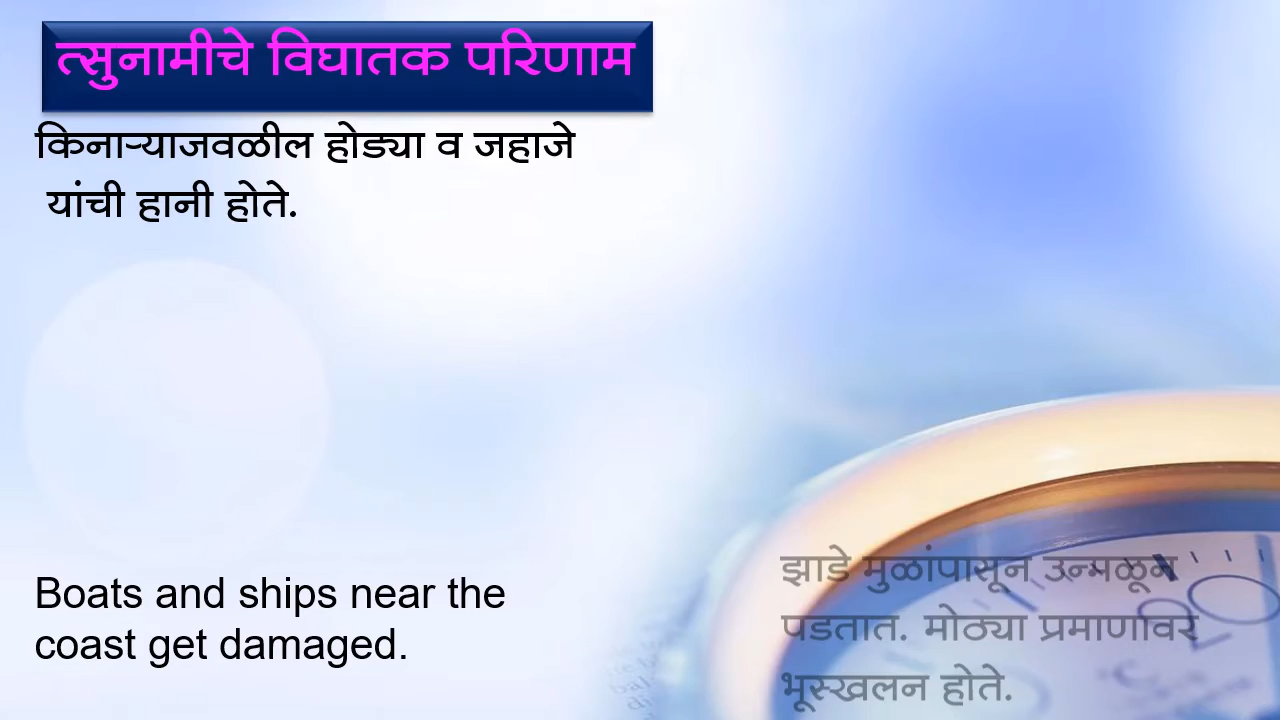 त्सुनामीचे विघातक परिणाम
किनाऱ्याजवळील होड्या व जहाजे
यांची हानी होते.
Boats and ships near the
coast get damaged.
झाडे मुळांपासून उन्मळून
पडतात. मोठ्या प्रमाणावर
भूस्खलन होते.